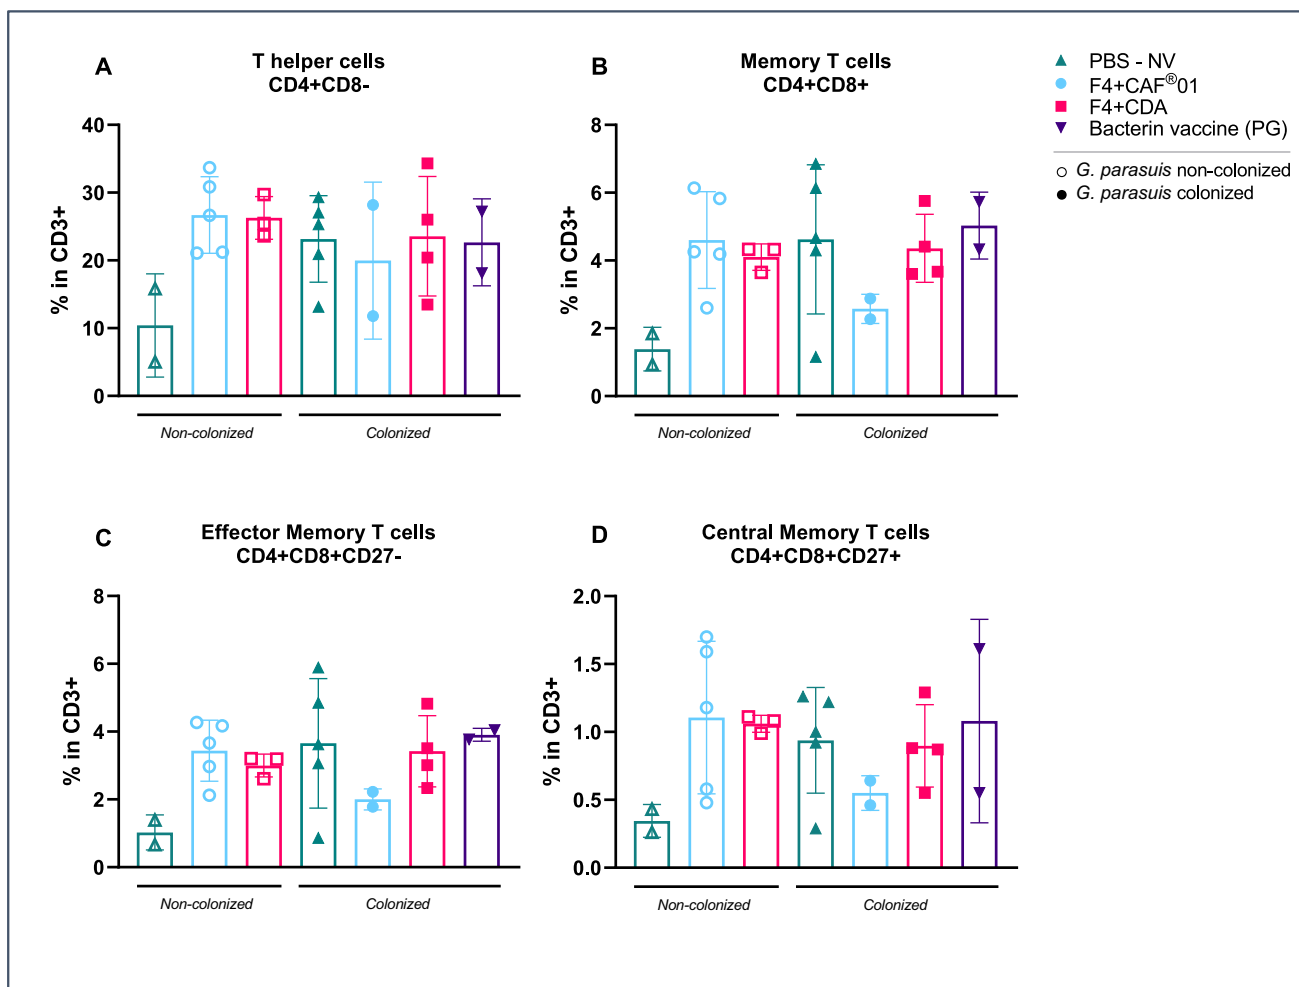 A
T helper cells
CD4+CD8-
% in CD3+
40
30
20
10
0
Non-colonized
Colonized
B
Memory T cells
CD4+CD8+
% in CD3+
8
6
4
2
0
Non-colonized
Colonized
PBS - NV
F4+CAF®01
F4+CDA
Bacterin vaccine (PG)
G. parasuis non-colonized
G. parasuis colonized
C
Effector Memory T cells
CD4+CD8+CD27-
% in CD3+
8
6
4
2
0
Non-colonized
Colonized
D
Central Memory T cells
CD4+CD8+CD27+
% in CD3+
2.0
1.5
1.0
0.5
0.0
Non-colonized
Colonized